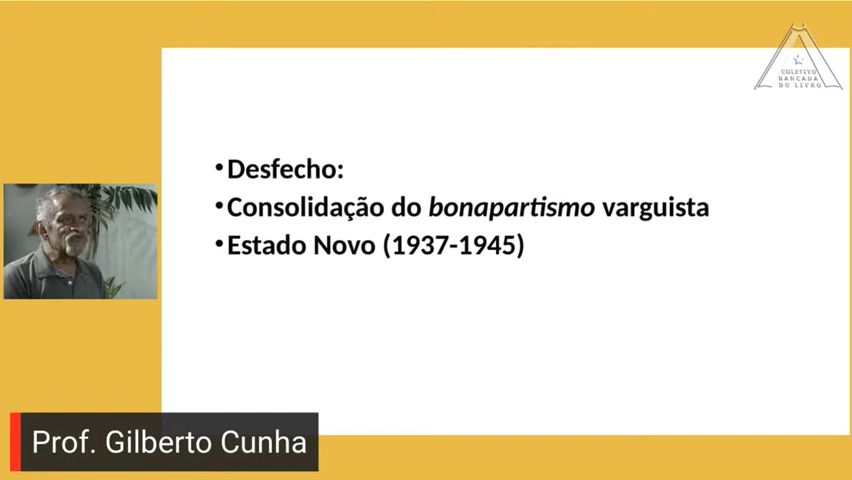 COLETIVO
BANCADA
DO LIVRO
•Desfecho:
•Consolidação do bonapartismo varguista
•Estado Novo (1937-1945)
Prof. Gilberto Cunha